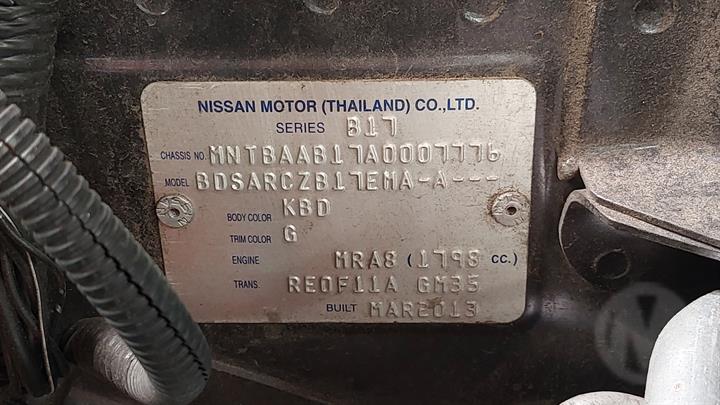 NISSAN MOTOR (THAILAND) CO.,LTD.
SERIES B17
CHASSIS NO. MNTBAAB17A0007776
MODEL BDSARCZB17EMA-A---
BODY COLOR KBD
TRIM COLOR G
ENGINE MRA8 (1798 CC.)
TRANS RE0F11A GM35
BUILT MAR2013